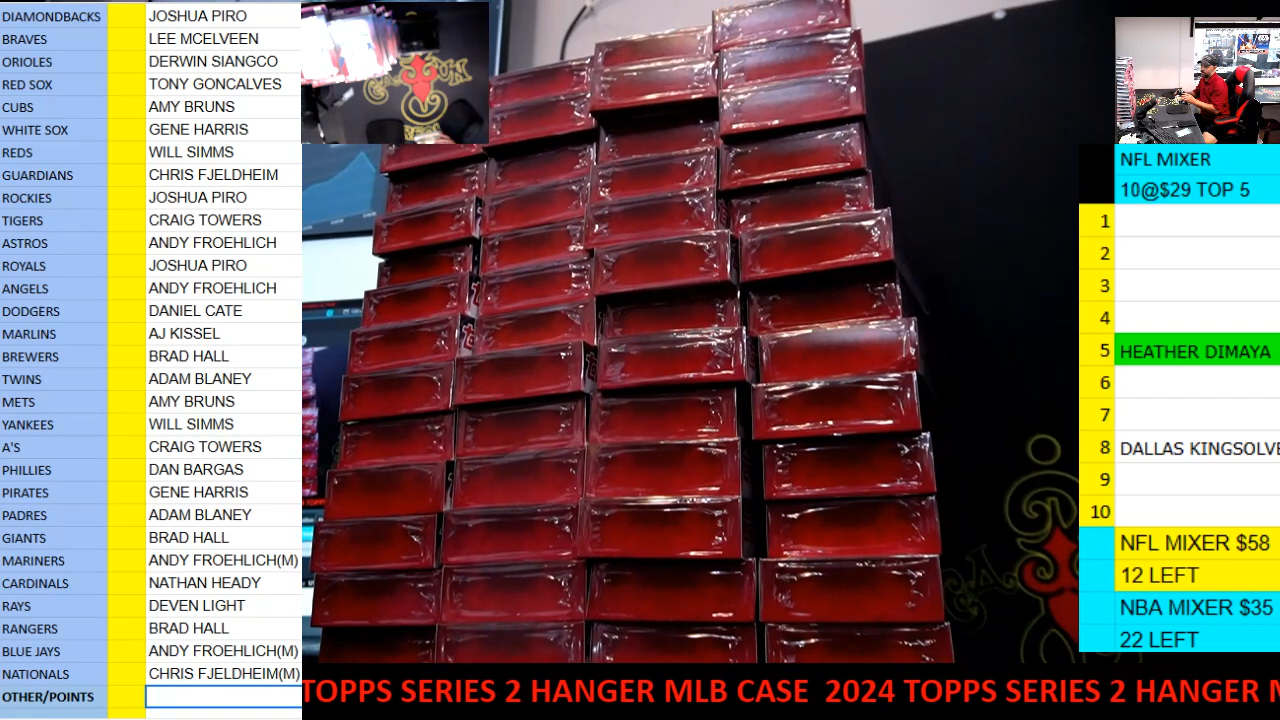 DIAMONDBACKS JOSHUA PIRO
BRAVES LEE MCELVEEN
ORIOLES DERWIN SIANGCO
RED SOX TONY GONCALVES
CUBS AMY BRUNS
WHITE SOX GENE HARRIS
REDS WILL SIMMS
GUARDIANS CHRIS FJELDHEIM
ROCKIES JOSHUA PIRO
TIGERS CRAIG TOWERS
ASTROS ANDY FROEHLICH
ROYALS JOSHUA PIRO
ANGELS ANDY FROEHLICH
DODGERS DANIEL CATE
MARLINS AJ KISSEL
BREWERS BRAD HALL
TWINS ADAM BLANEY
METS AMY BRUNS
YANKEES WILL SIMMS
A'S CRAIG TOWERS
PHILLIES DAN BARGAS
PIRATES GENE HARRIS
PADRES ADAM BLANEY
GIANTS BRAD HALL
MARINERS ANDY FROEHLICH(M)
CARDINALS NATHAN HEADY
RAYS DEVEN LIGHT
RANGERS BRAD HALL
BLUE JAYS ANDY FROEHLICH(M)
NATIONALS CHRIS FJELDHEIM(M)
OTHER/POINTS
NFL MIXER
10@$29 TOP 5
1
2
3
4
5 HEATHER DIMAYA
6
7
8 DALLAS KINGSOLVE
9
10
NFL MIXER $58
12 LEFT
NBA MIXER $35
22 LEFT
TOPPS SERIES 2 HANGER MLB CASE 2024 TOPPS SERIES 2 HANGER M